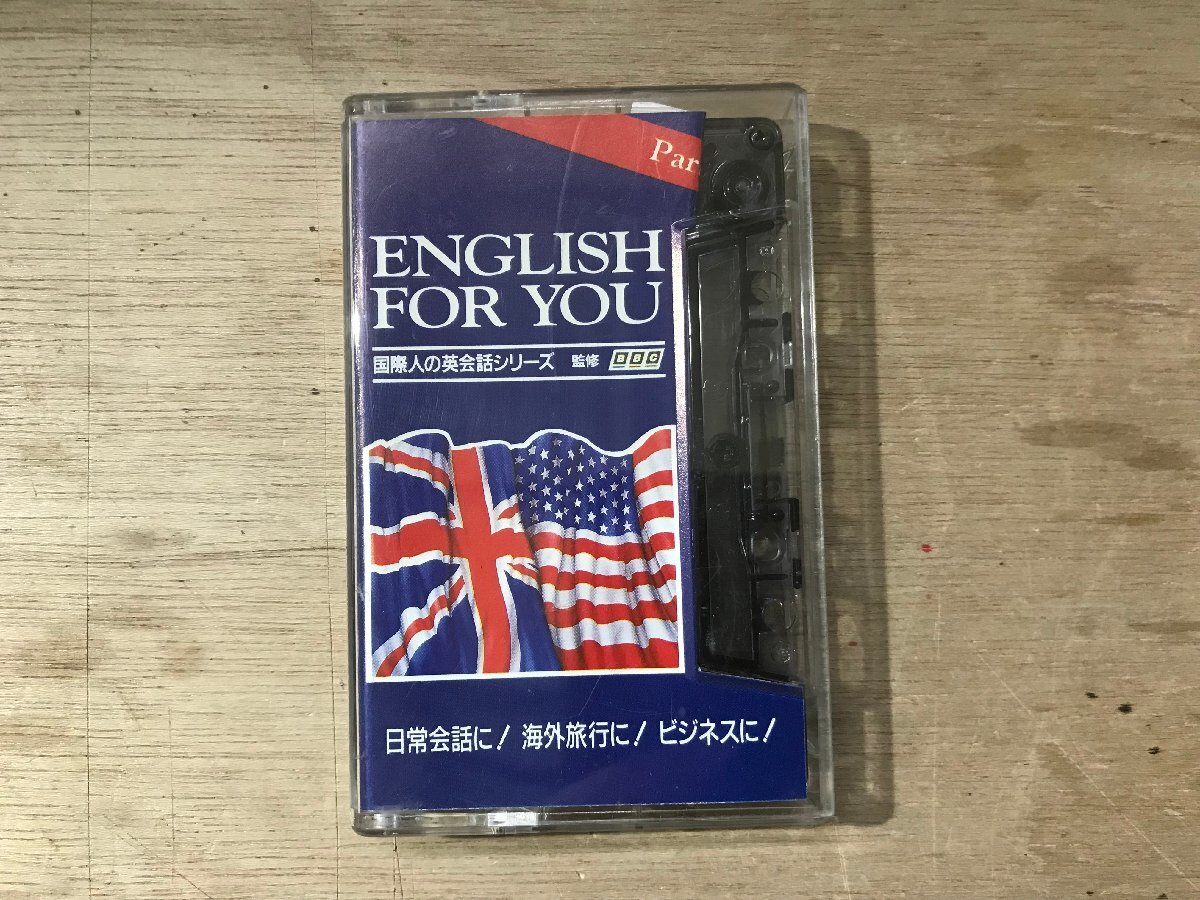 Par
ENGLISH
FOR YOU
国際人の英会話シリーズ 監修 BBC
日常会話に! 海外旅行に! ビジネスに!